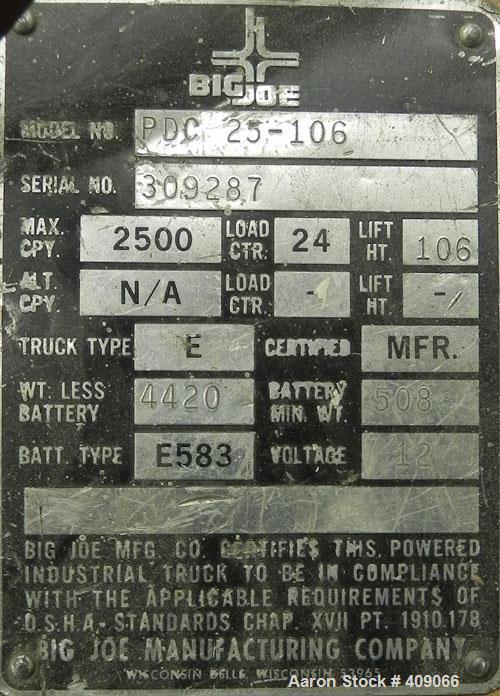 BIG JOE
MODEL NO. PDC 25-106
SERIAL NO. 309287
MAX. CPY. 2500 LOAD CTR. 24 LIFT HT. 106
ALT. CPY. N/A LOAD CTR. - LIFT HT. -
TRUCK TYPE E CERTIFIED MFR.
WT. LESS BATTERY 4420 BATTERY MIN. WT. 508
BATT. TYPE E583 VOLTAGE 12
BIG JOE MFG. CO. CERTIFIES THIS POWERED
INDUSTRIAL TRUCK TO BE IN COMPLIANCE
WITH THE APPLICABLE REQUIREMENTS OF
O.S.H.A. STANDARDS CHAP. XVII PT. 1910.178
BIG JOE MANUFACTURING COMPANY
WISCONSIN DELLS, WISCONSIN 53965
Aaron Stock # 409066